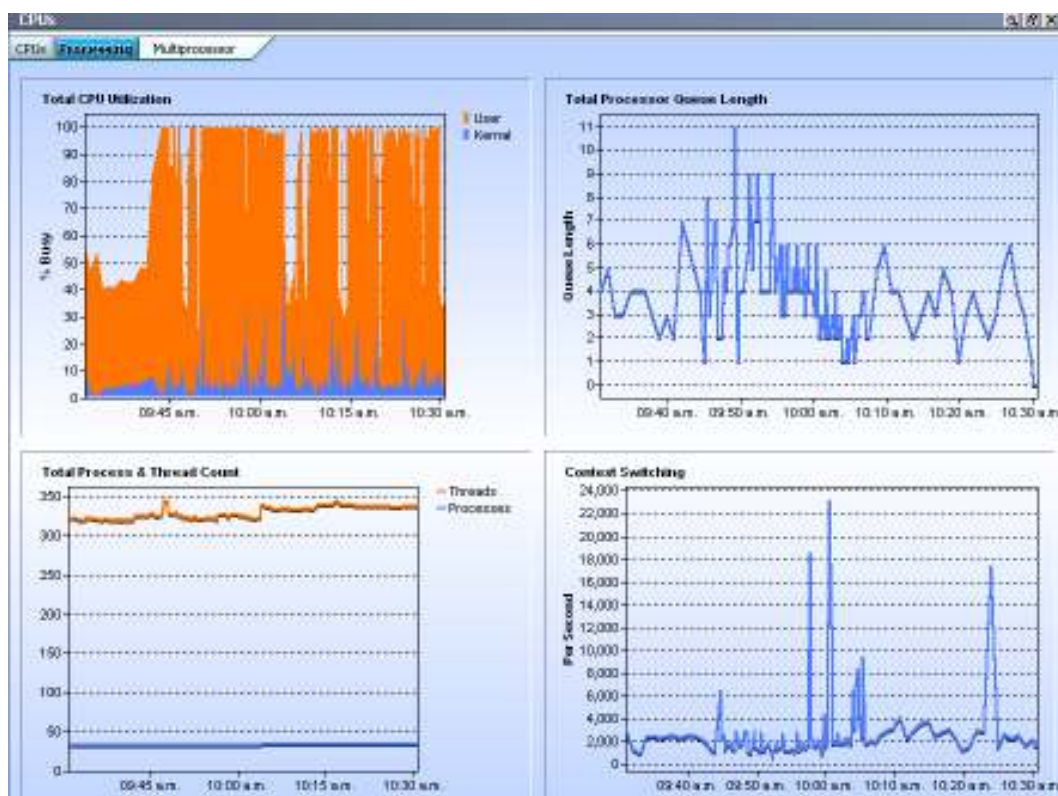 CPUs
CPUs Processing Multiprocessor
Total CPU Utilization
User
Kernal
% Busy
100
90
80
70
60
50
40
30
20
10
0
09:45 a.m. 10:00 a.m. 10:15 a.m. 10:30 a.m.
Total Processor Queue Length
Queue Length
11
10
9
8
7
6
5
4
3
2
1
0
09:40 a.m. 09:50 a.m. 10:00 a.m. 10:10 a.m. 10:20 a.m. 10:30 a.m.
Total Process & Thread Count
Threads
Processes
350
300
250
200
150
100
50
0
09:45 a.m. 10:00 a.m. 10:15 a.m. 10:30 a.m.
Context Switching
Per Second
24,000
22,000
20,000
18,000
16,000
14,000
12,000
10,000
8,000
6,000
4,000
2,000
0
09:40 a.m. 09:50 a.m. 10:00 a.m. 10:10 a.m. 10:20 a.m. 10:30 a.m.